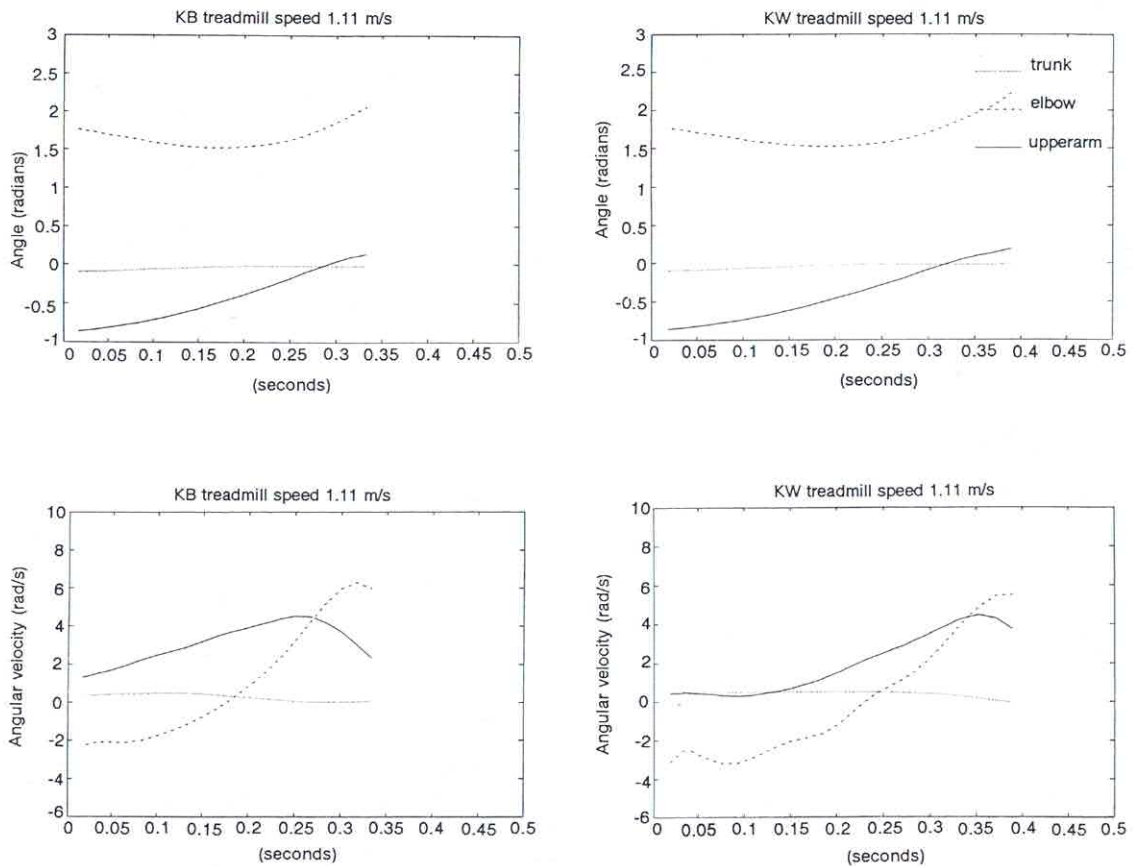 KB treadmill speed 1.11 m/s
3
2.5
2
1.5
1
0.5
0
-0.5
-1
Angle (radians)
0 0.05 0.1 0.15 0.2 0.25 0.3 0.35 0.4 0.45 0.5
(seconds)
KW treadmill speed 1.11 m/s
3
2.5
2
1.5
1
0.5
0
-0.5
-1
Angle (radians)
trunk
elbow
upperarm
0 0.05 0.1 0.15 0.2 0.25 0.3 0.35 0.4 0.45 0.5
(seconds)
KB treadmill speed 1.11 m/s
10
8
6
4
2
0
-2
-4
-6
Angular velocity (rad/s)
0 0.05 0.1 0.15 0.2 0.25 0.3 0.35 0.4 0.45 0.5
(seconds)
KW treadmill speed 1.11 m/s
10
8
6
4
2
0
-2
-4
-6
Angular velocity (rad/s)
0 0.05 0.1 0.15 0.2 0.25 0.3 0.35 0.4 0.45 0.5
(seconds)